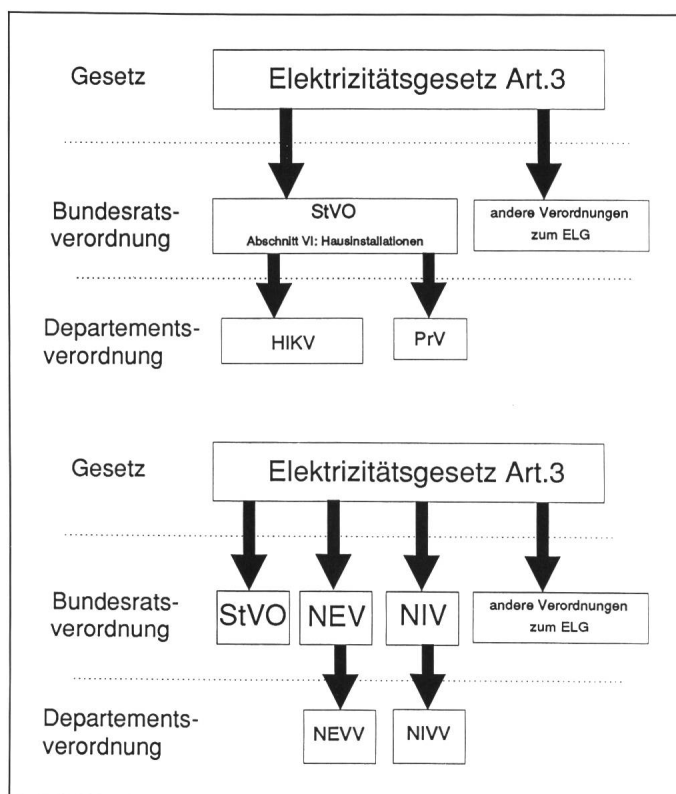 Gesetz
Elektrizitätsgesetz Art.3
Bundesrats-
verordnung
StVO
Abschnitt VI: Hausinstallationen
andere Verordnungen
zum ELG
Departements-
verordnung
HIKV
PrV
Gesetz
Elektrizitätsgesetz Art.3
Bundesrats-
verordnung
StVO
NEV
NIV
andere Verordnungen
zum ELG
Departements-
verordnung
NEVV
NIVV